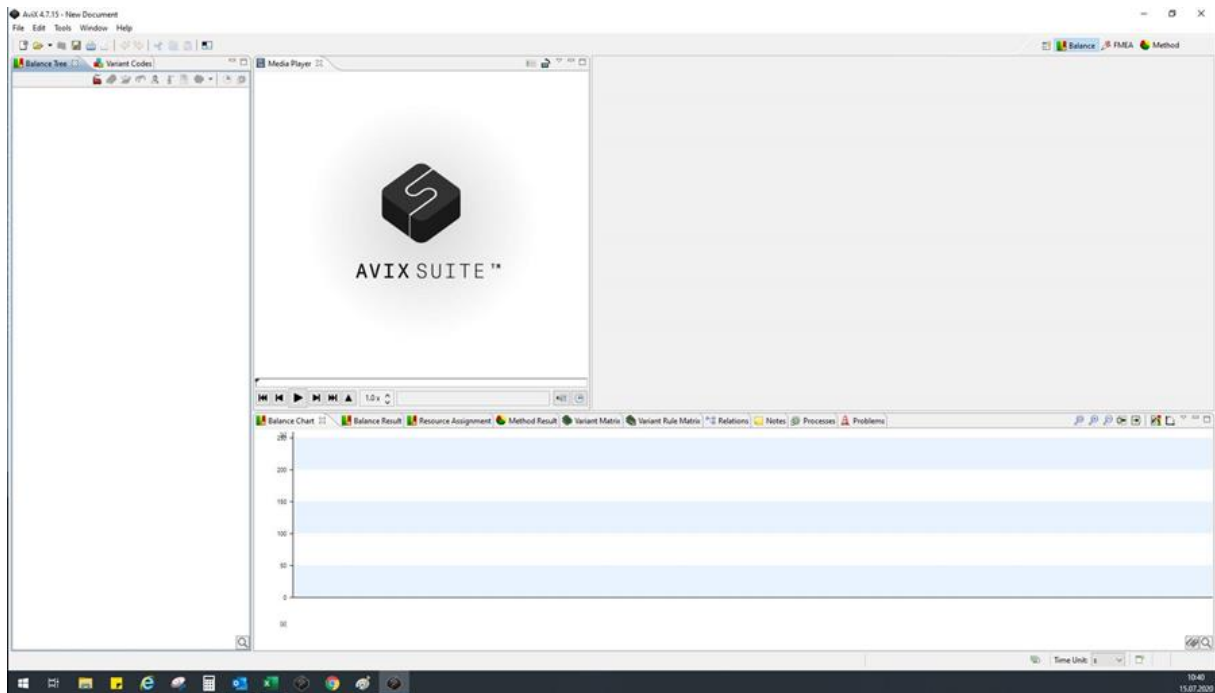 AviX 4.7.15 - New Document
File Edit Tools Window Help
Balance FMEA Method
Balance Tree Variant Codes
Media Player
AVIX SUITE™
1.0 x
Balance Chart Balance Result Resource Assignment Method Result Variant Matrix Variant Rule Matrix Relations Notes Processes Problems
200
150
100
50
0
Time Unit: s
10:40
15.07.2020